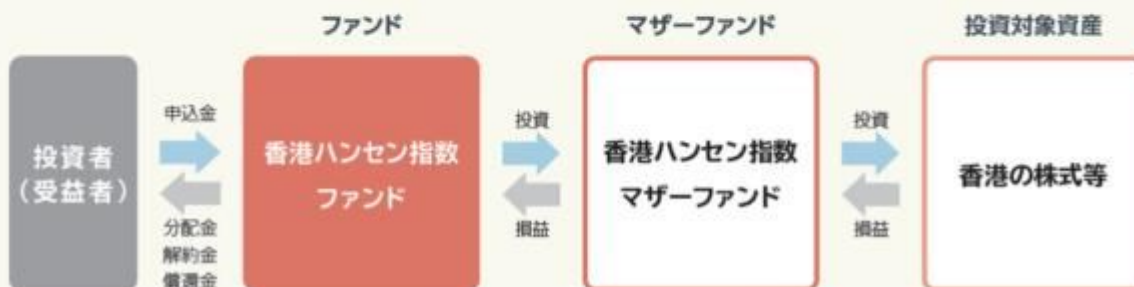 ファンド
マザーファンド
投資対象資産
投資者
（受益者）
申込金
分配金
解約金
償還金
香港ハンセン指数
ファンド
投資
損益
香港ハンセン指数
マザーファンド
投資
損益
香港の株式等